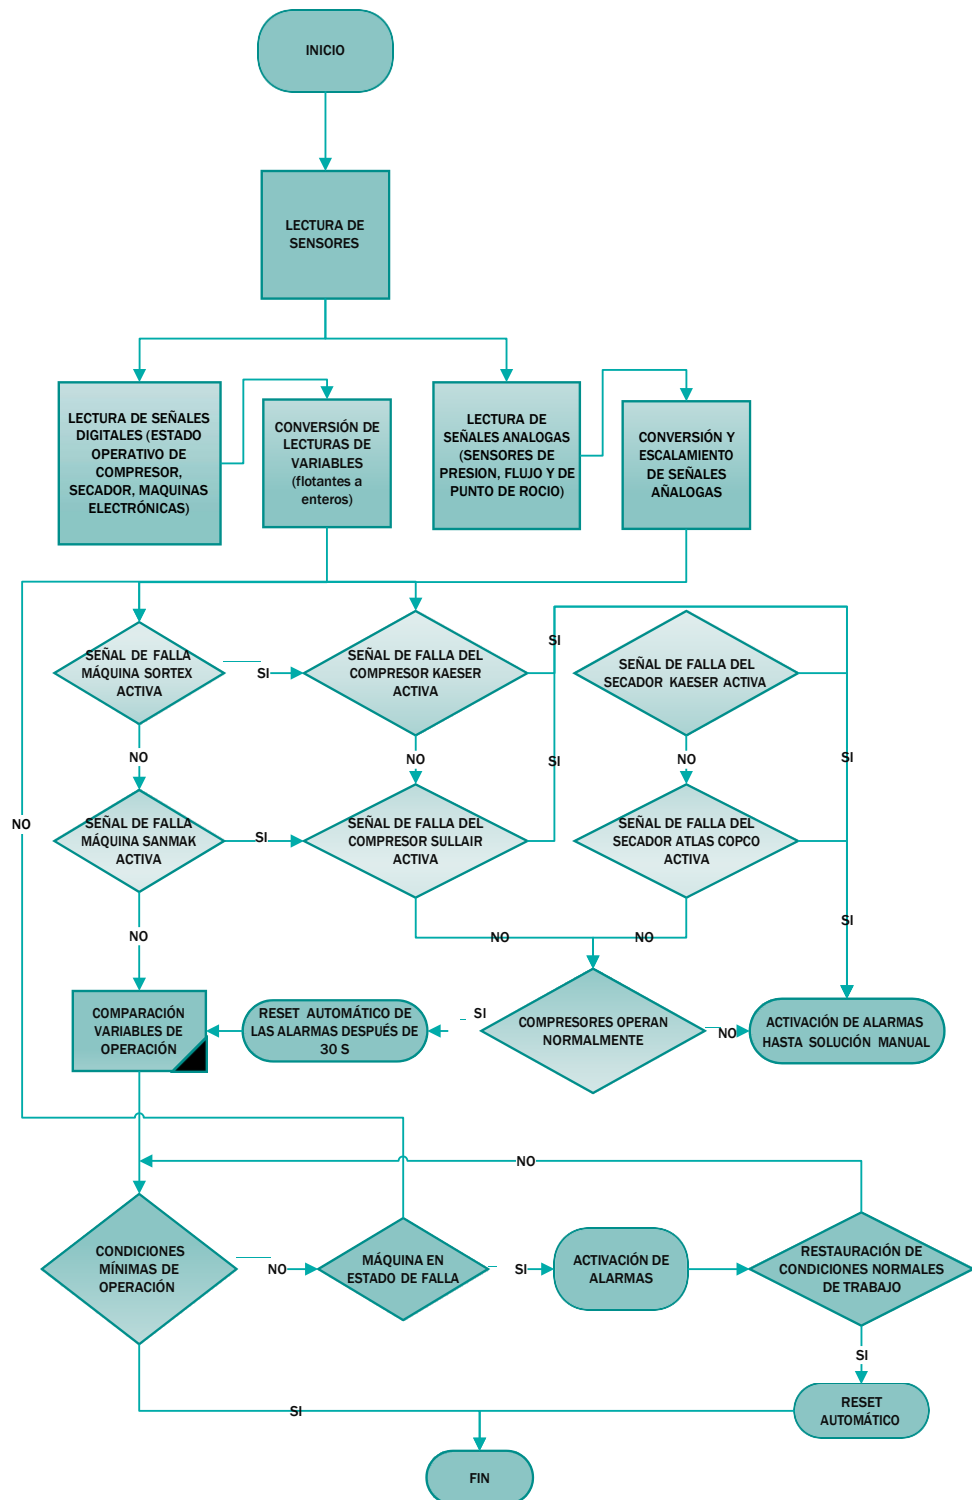 INICIO
LECTURA DE
SENSORES
LECTURA DE SEÑALES
DIGITALES (ESTADO
OPERATIVO DE
COMPRESOR,
SECADOR, MAQUINAS
ELECTRÓNICAS)
CONVERSIÓN DE
LECTURAS DE
VARIABLES
(flotantes a
enteros)
LECTURA DE
SEÑALES ANALOGAS
(SENSORES DE
PRESION, FLUJO Y DE
PUNTO DE ROCIO)
CONVERSIÓN Y
ESCALAMIENTO
DE SEÑALES
AÑALOGAS
SEÑAL DE FALLA
MÁQUINA SORTEX
ACTIVA
SI
SEÑAL DE FALLA DEL
COMPRESOR KAESER
ACTIVA
SI
SEÑAL DE FALLA DEL
SECADOR KAESER ACTIVA
NO
NO
SI
NO
SI
NO
SEÑAL DE FALLA
MÁQUINA SANMAK
ACTIVA
SI
SEÑAL DE FALLA DEL
COMPRESOR SULLAIR
ACTIVA
SEÑAL DE FALLA DEL
SECADOR ATLAS COPCO
ACTIVA
NO
NO
NO
SI
COMPARACIÓN
VARIABLES DE
OPERACIÓN
RESET AUTOMÁTICO DE
LAS ALARMAS DESPUÉS DE
30 S
SI
COMPRESORES OPERAN
NORMALMENTE
NO
ACTIVACIÓN DE ALARMAS
HASTA SOLUCIÓN MANUAL
NO
CONDICIONES
MÍNIMAS DE
OPERACIÓN
NO
MÁQUINA EN
ESTADO DE FALLA
SI
ACTIVACIÓN DE
ALARMAS
RESTAURACIÓN DE
CONDICIONES NORMALES
DE TRABAJO
SI
SI
RESET
AUTOMÁTICO
FIN